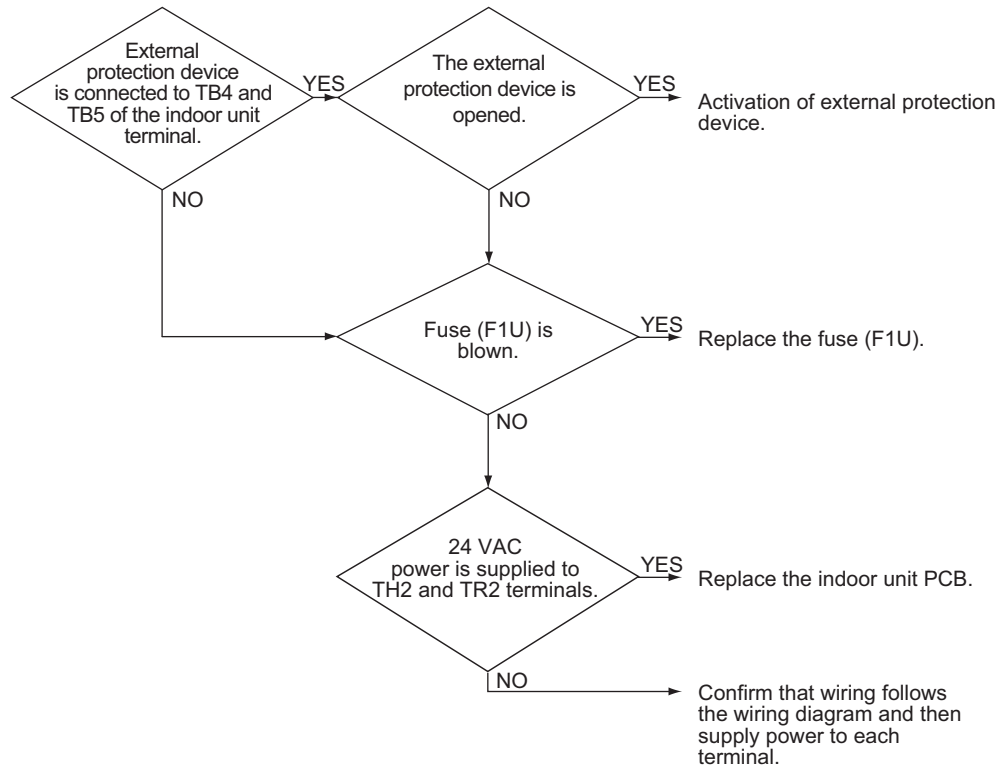 External
protection device
is connected to TB4 and
TB5 of the indoor unit
terminal.
YES
The external
protection device is
opened.
YES
Activation of external protection
device.
NO
NO
Fuse (F1U) is
blown.
YES
Replace the fuse (F1U).
NO
24 VAC
power is supplied to
TH2 and TR2 terminals.
YES
Replace the indoor unit PCB.
NO
Confirm that wiring follows
the wiring diagram and then
supply power to each
terminal.